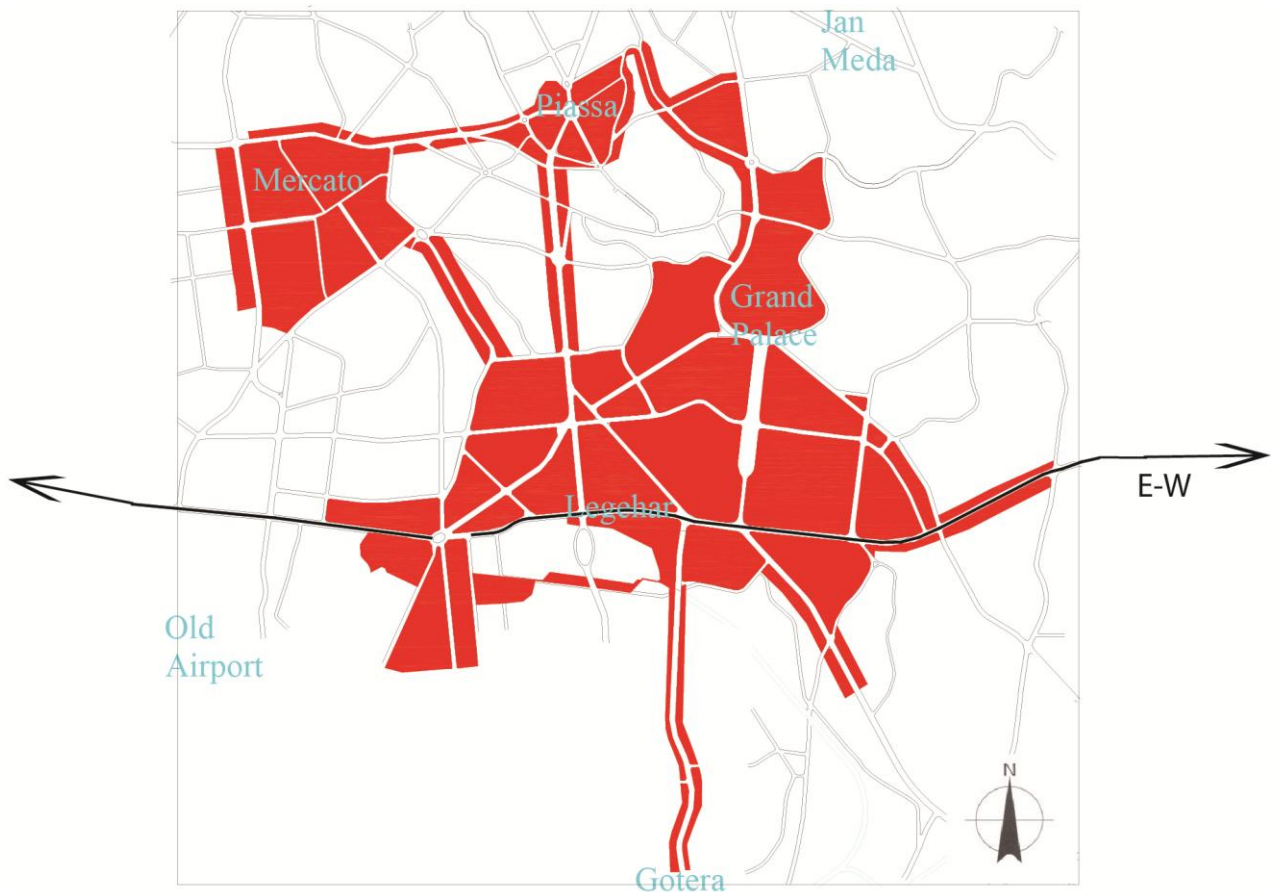 Jan
Meda
Piassa
Mercato
Grand
Palace
E-W
Legehar
Old
Airport
N
Gotera